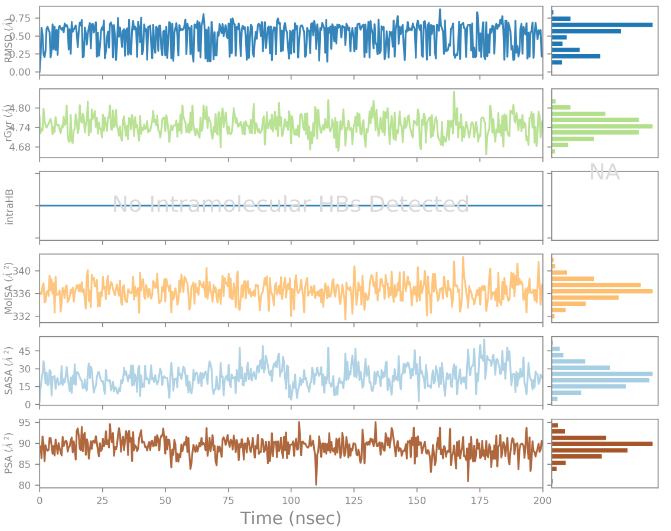 RMSD (Å)
0.75
0.50
0.25
0.00
rGyr (Å)
4.80
4.74
4.68
intraHB
No Intramolecular HBs Detected
NA
MolSA (Å²)
340
336
332
SASA (Å²)
45
30
15
0
PSA (Å²)
95
90
85
80
0 25 50 75 100 125 150 175 200
Time (nsec)